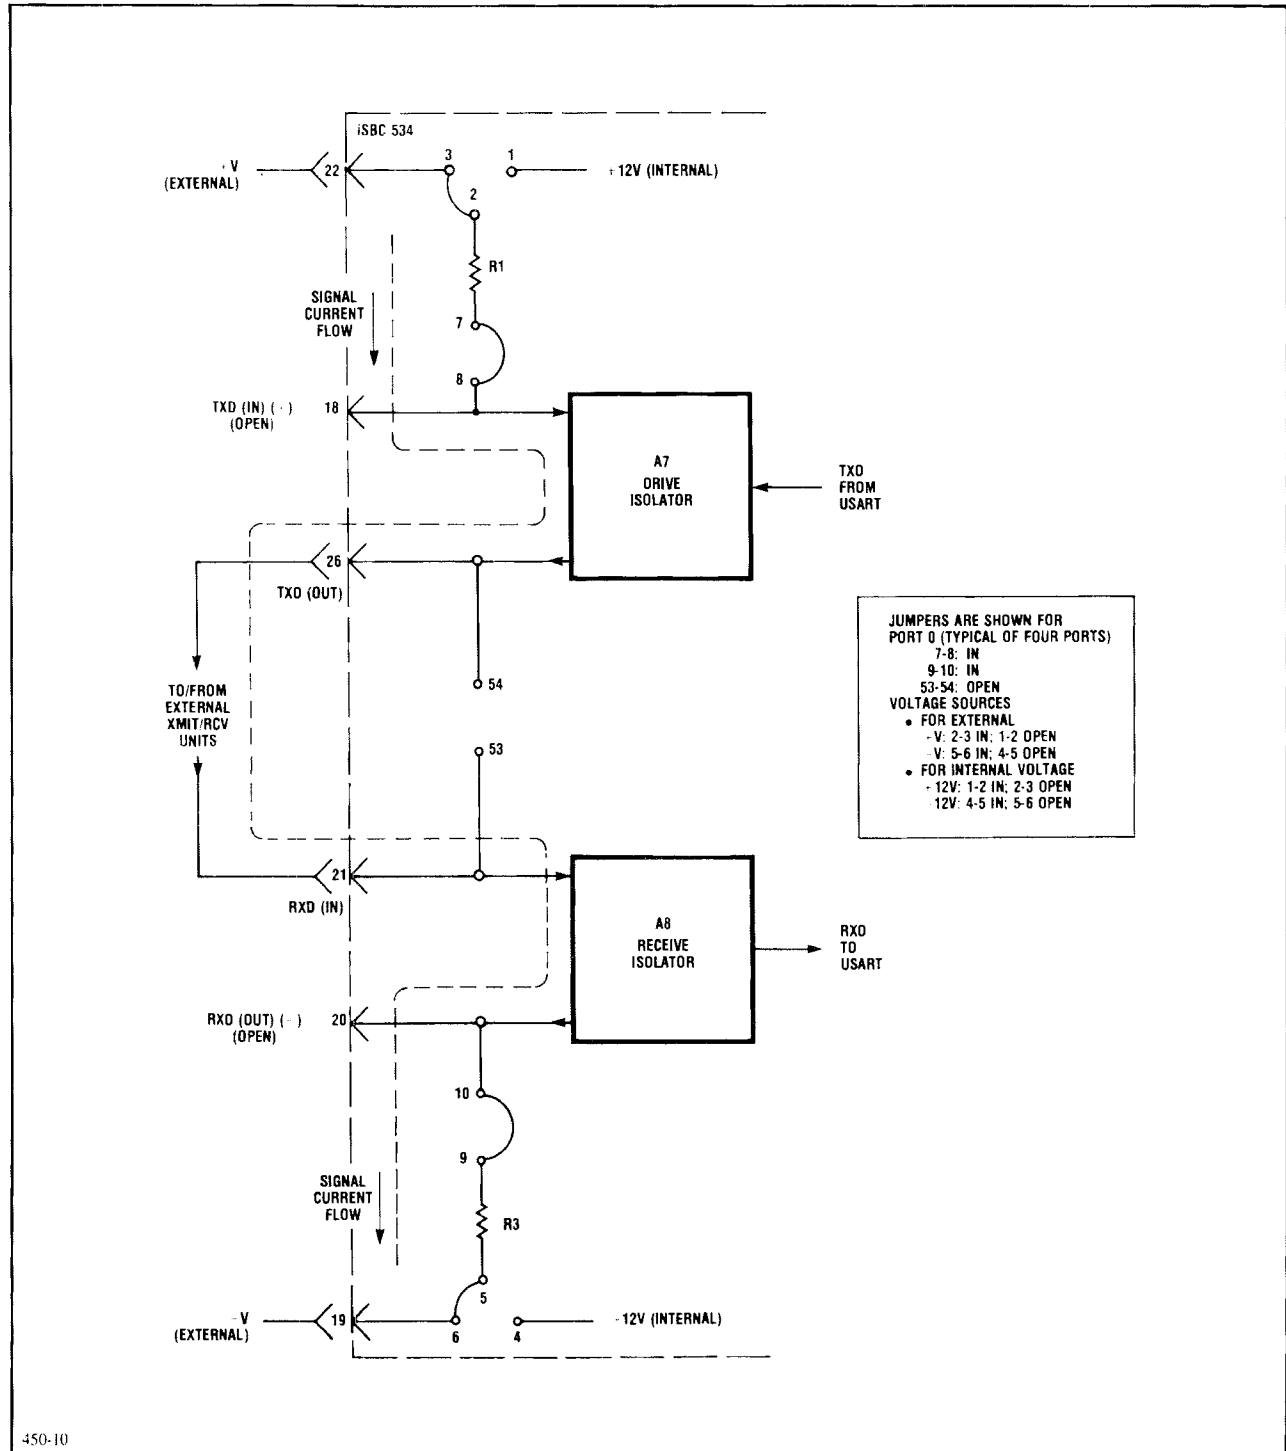 iSBC 534
+V
(EXTERNAL)
22
3
1
+12V (INTERNAL)
2
R1
SIGNAL
CURRENT
FLOW
7
8
TXD (IN) (-)
(OPEN)
18
A7
DRIVE
ISOLATOR
TXD
FROM
USART
26
TXD (OUT)
JUMPERS ARE SHOWN FOR
PORT 0 (TYPICAL OF FOUR PORTS)
7-8: IN
9-10: IN
53-54: OPEN
VOLTAGE SOURCES
• FOR EXTERNAL
+V: 2-3 IN; 1-2 OPEN
-V: 5-6 IN; 4-5 OPEN
• FOR INTERNAL VOLTAGE
+12V: 1-2 IN; 2-3 OPEN
-12V: 4-5 IN; 5-6 OPEN
54
TO/FROM
EXTERNAL
XMIT/RCV
UNITS
53
21
RXD (IN)
A8
RECEIVE
ISOLATOR
RXD
TO
USART
RXD (OUT) (-)
(OPEN)
20
10
9
SIGNAL
CURRENT
FLOW
R3
5
-V
(EXTERNAL)
19
6
4
-12V (INTERNAL)
450-10